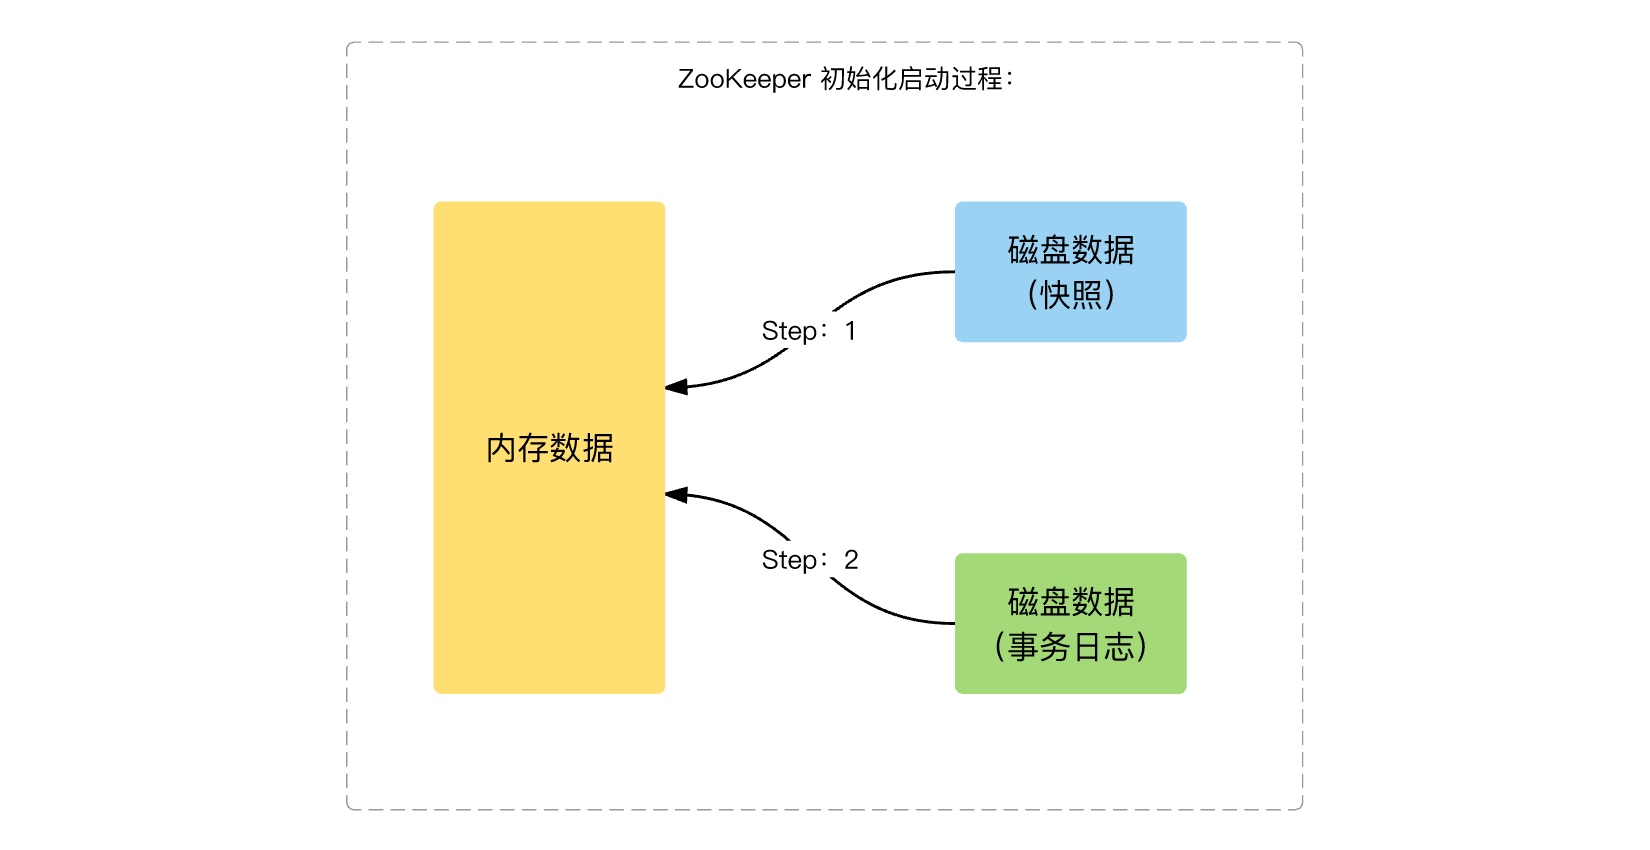 ZooKeeper 初始化启动过程：
磁盘数据
（快照）
Step：1
内存数据
Step：2
磁盘数据
（事务日志）